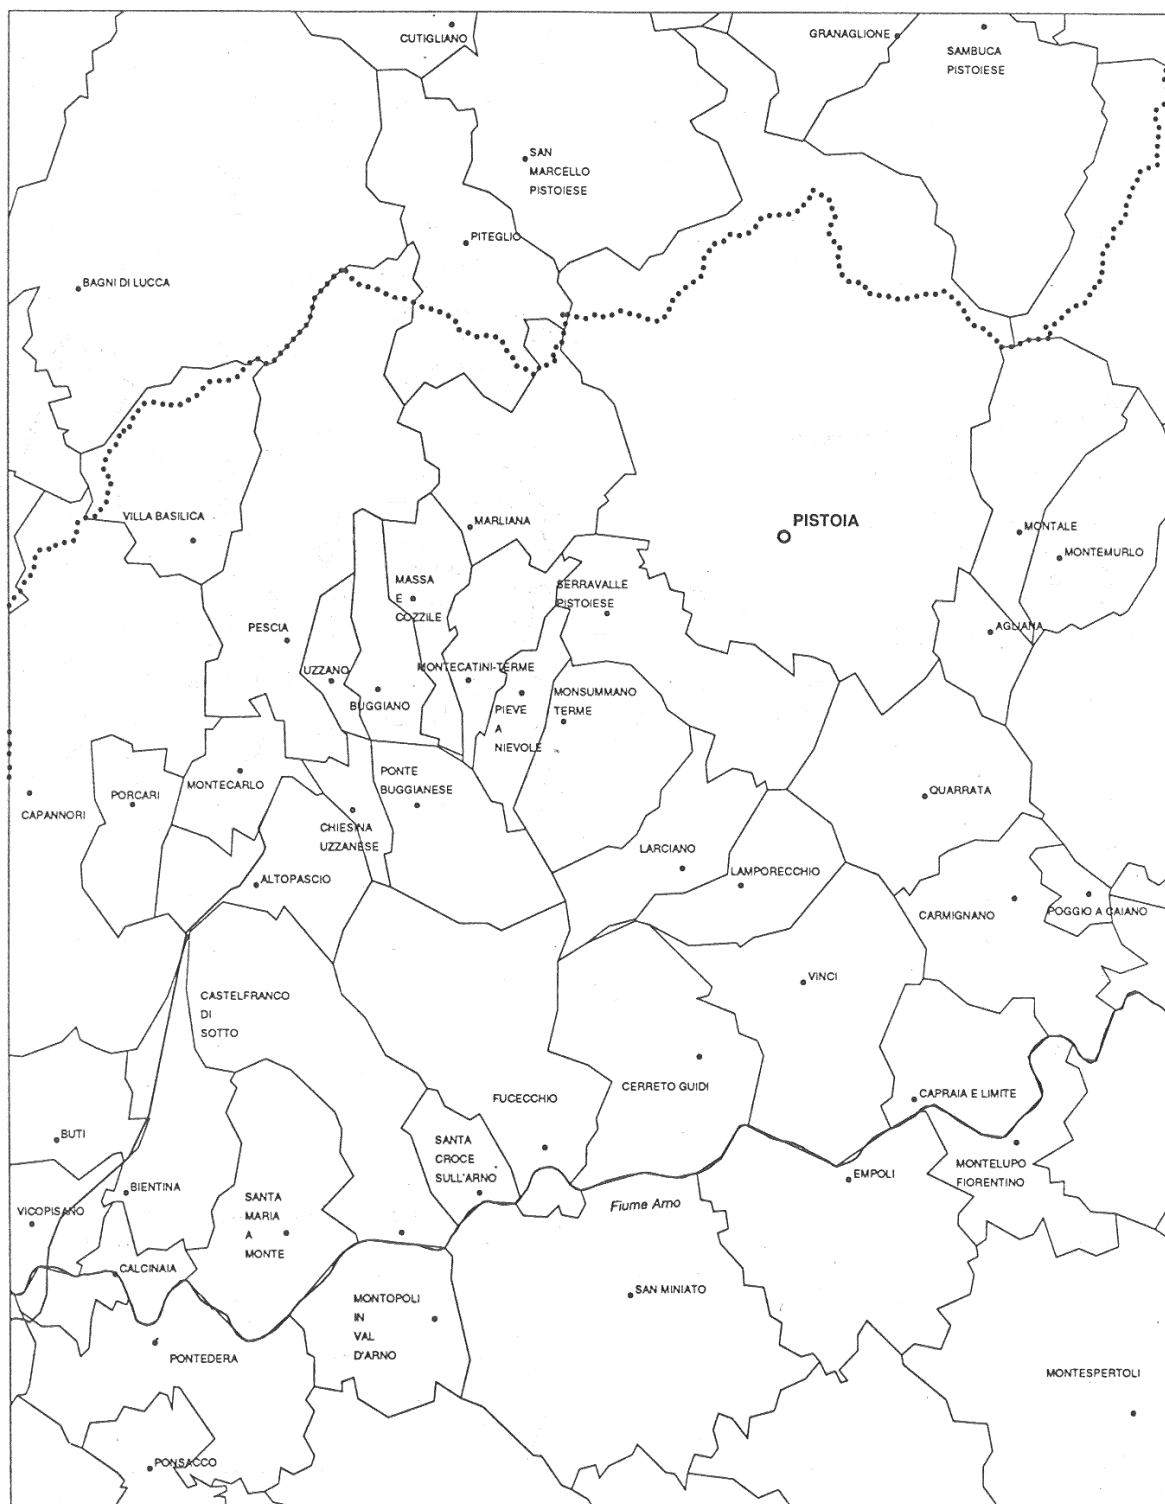 CUTIGLIANO
GRANAGLIONE
SAMBUCA
PISTOIESE
SAN
MARCELLO
PISTOIESE
PITEGLIO
BAGNI DI LUCCA
VILLA BASILICA
MARLIANA
PISTOIA
MONTALE
MONTEMURLO
MASSA
E
COZZILE
SERRAVALLE
PISTOIESE
PESCIA
AGLIANA
UZZANO
MONTECATINI-TERME
BUGGIANO
PIEVE
A
NIEVOLE
MONSUMMANO
TERME
PONTE
BUGGIANESE
MONTECARLO
PORCARI
CAPANNORI
QUARRATA
CHIESINA
UZZANESE
LARCIANO
LAMPORECCHIO
ALTOPASCIO
CARMIGNANO
POGGIO A CAIANO
VINCI
CASTELFRANCO
DI
SOTTO
CERRETO GUIDI
FUCECCHIO
CAPRAIA E LIMITE
BUTI
SANTA
CROCE
SULL'ARNO
EMPOLI
MONTELUPO
FIORENTINO
BIENTINA
VICOPISANO
SANTA
MARIA
A
MONTE
Fiume Arno
CALCINAIA
SAN MINIATO
MONTOPOLI
IN
VAL
D'ARNO
PONTEDERA
MONTESPERTOLI
PONSACCO